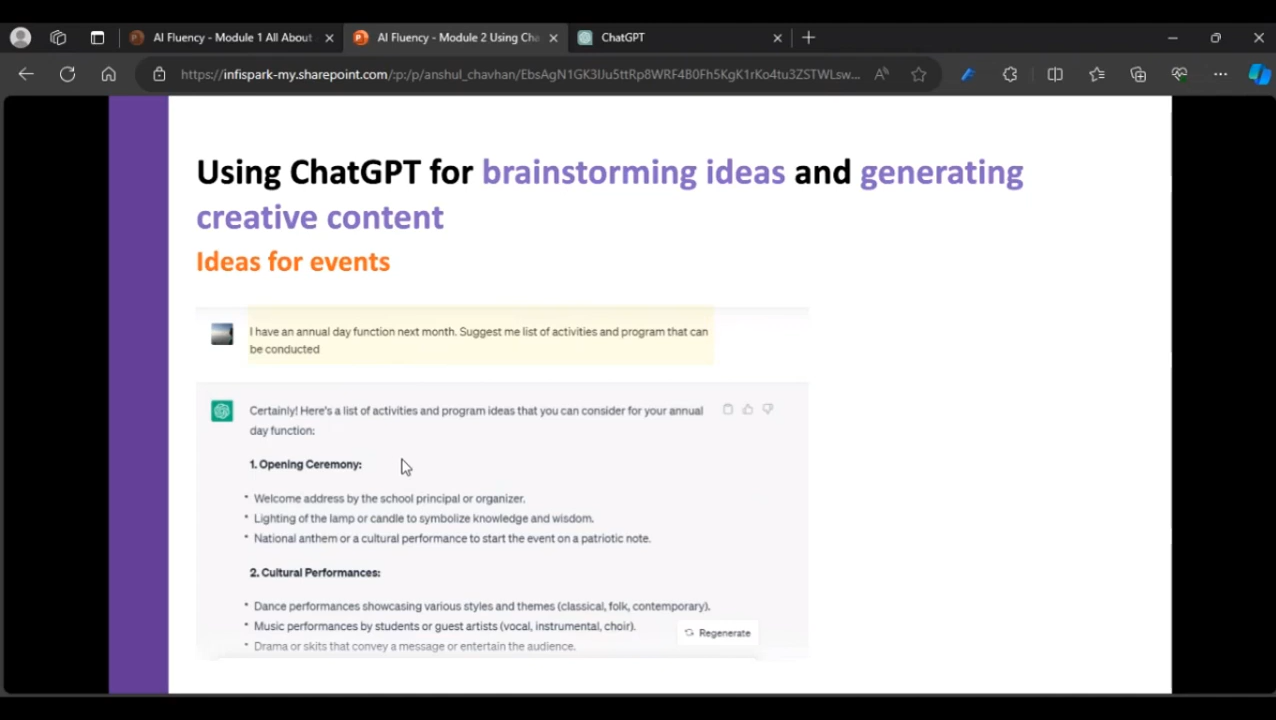 AI Fluency - Module 1 All About
AI Fluency - Module 2 Using Cha
ChatGPT
https://infispark-my.sharepoint.com/:p:/p/anshul_chavhan/EbsAgN1GK3IJu5ttRp8WRF4B0Fh5KgK1rKo4tu3ZSTWLsw...
Using ChatGPT for brainstorming ideas and generating
creative content
Ideas for events
I have an annual day function next month. Suggest me list of activities and program that can
be conducted
Certainly! Here's a list of activities and program ideas that you can consider for your annual
day function:
1. Opening Ceremony:
• Welcome address by the school principal or organizer.
• Lighting of the lamp or candle to symbolize knowledge and wisdom.
• National anthem or a cultural performance to start the event on a patriotic note.
2. Cultural Performances:
• Dance performances showcasing various styles and themes (classical, folk, contemporary).
• Music performances by students or guest artists (vocal, instrumental, choir).
Regenerate
• Drama or skits that convey a message or entertain the audience.